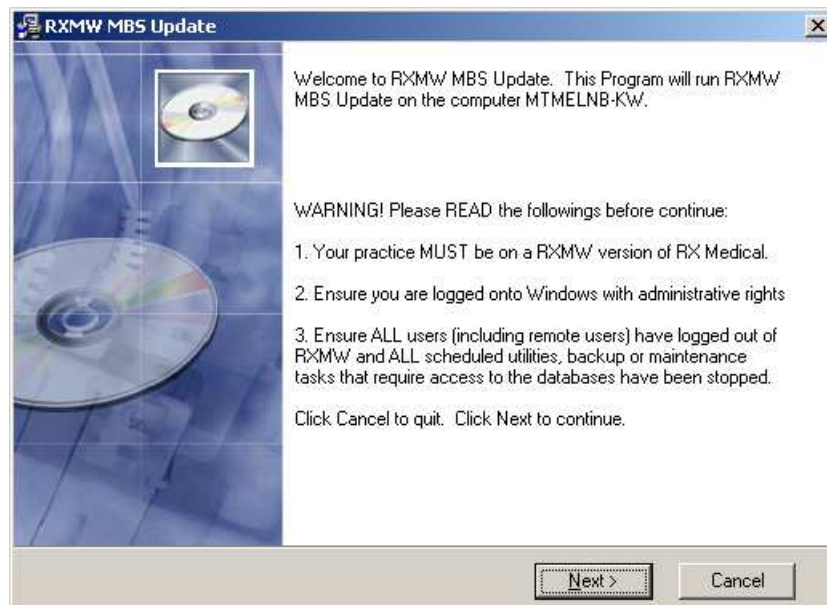 RXMW MBS Update
Welcome to RXMW MBS Update. This Program will run RXMW
MBS Update on the computer MTMELNB-KW.
WARNING! Please READ the followings before continue:
1. Your practice MUST be on a RXMW version of RX Medical.
2. Ensure you are logged onto Windows with administrative rights
3. Ensure ALL users (including remote users) have logged out of
RXMW and ALL scheduled utilities, backup or maintenance
tasks that require access to the databases have been stopped.
Click Cancel to quit. Click Next to continue.
Next >
Cancel